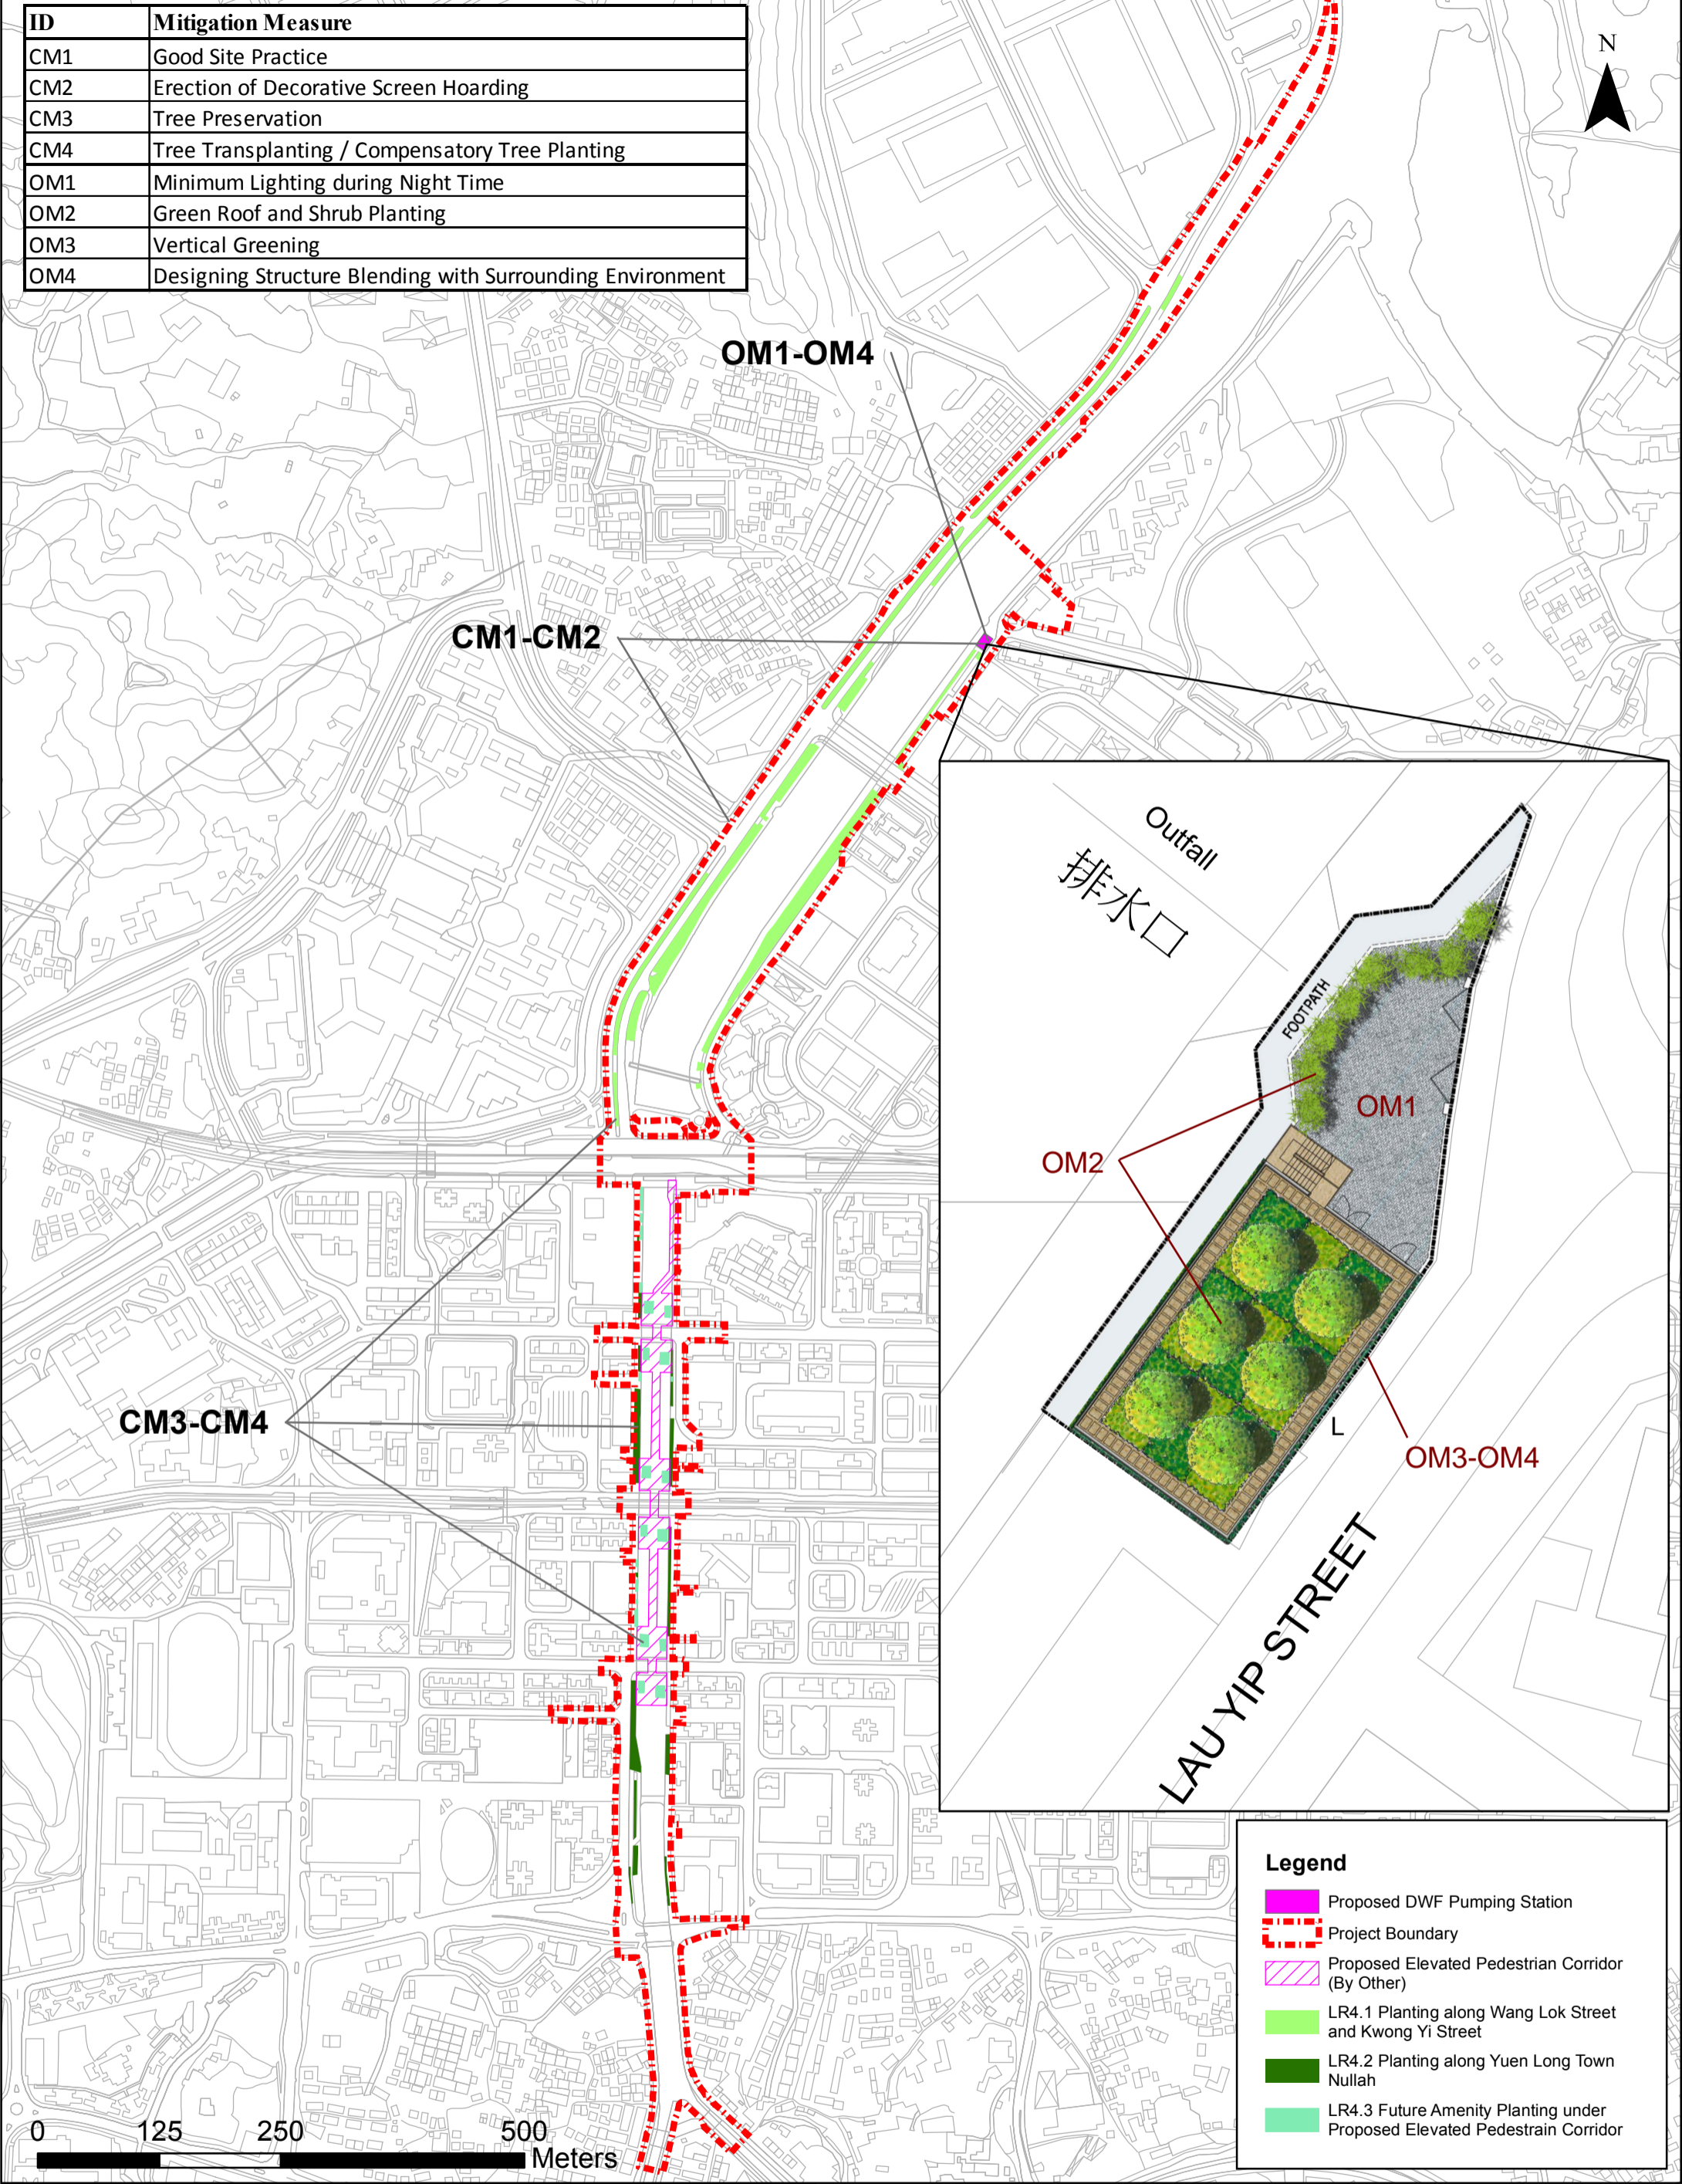 ID Mitigation Measure
CM1 Good Site Practice
CM2 Erection of Decorative Screen Hoarding
CM3 Tree Preservation
CM4 Tree Transplanting / Compensatory Tree Planting
OM1 Minimum Lighting during Night Time
OM2 Green Roof and Shrub Planting
OM3 Vertical Greening
OM4 Designing Structure Blending with Surrounding Environment
N
OM1-OM4
CM1-CM2
CM3-CM4
Outfall
排水口
FOOTPATH
OM1
OM2
L
OM3-OM4
LAU YIP STREET
Legend
Proposed DWF Pumping Station
Project Boundary
Proposed Elevated Pedestrian Corridor
(By Other)
LR4.1 Planting along Wang Lok Street
and Kwong Yi Street
LR4.2 Planting along Yuen Long Town
Nullah
LR4.3 Future Amenity Planting under
Proposed Elevated Pedestrain Corridor
0 125 250 500
Meters